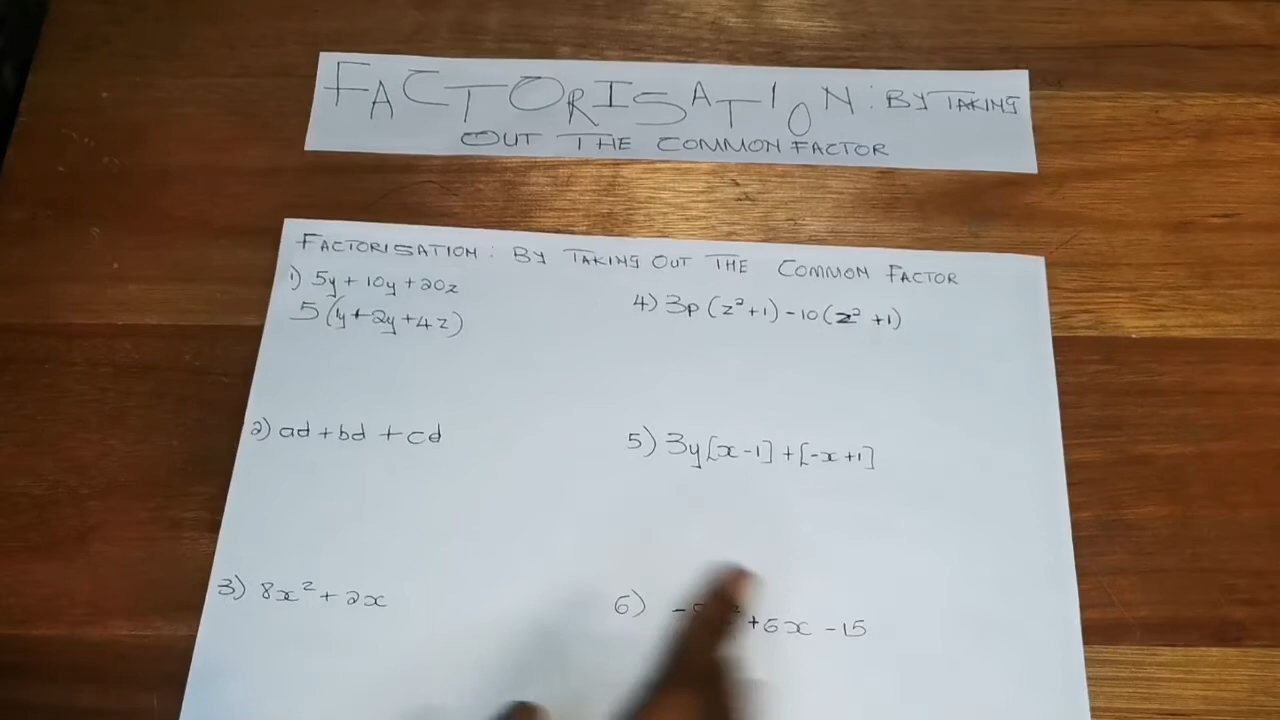 FACTORISATION: BY TAKING
OUT THE COMMON FACTOR
FACTORISATION: BY TAKING OUT THE COMMON FACTOR
1) 5y + 10y + 20z
5(y + 2y + 4z)
2) ad + bd + cd
3) 8x² + 2x
4) 3p(z² + 1) - 10(z² + 1)
5) 3y[x - 1] + [-x + 1]
6) + 6x - 15